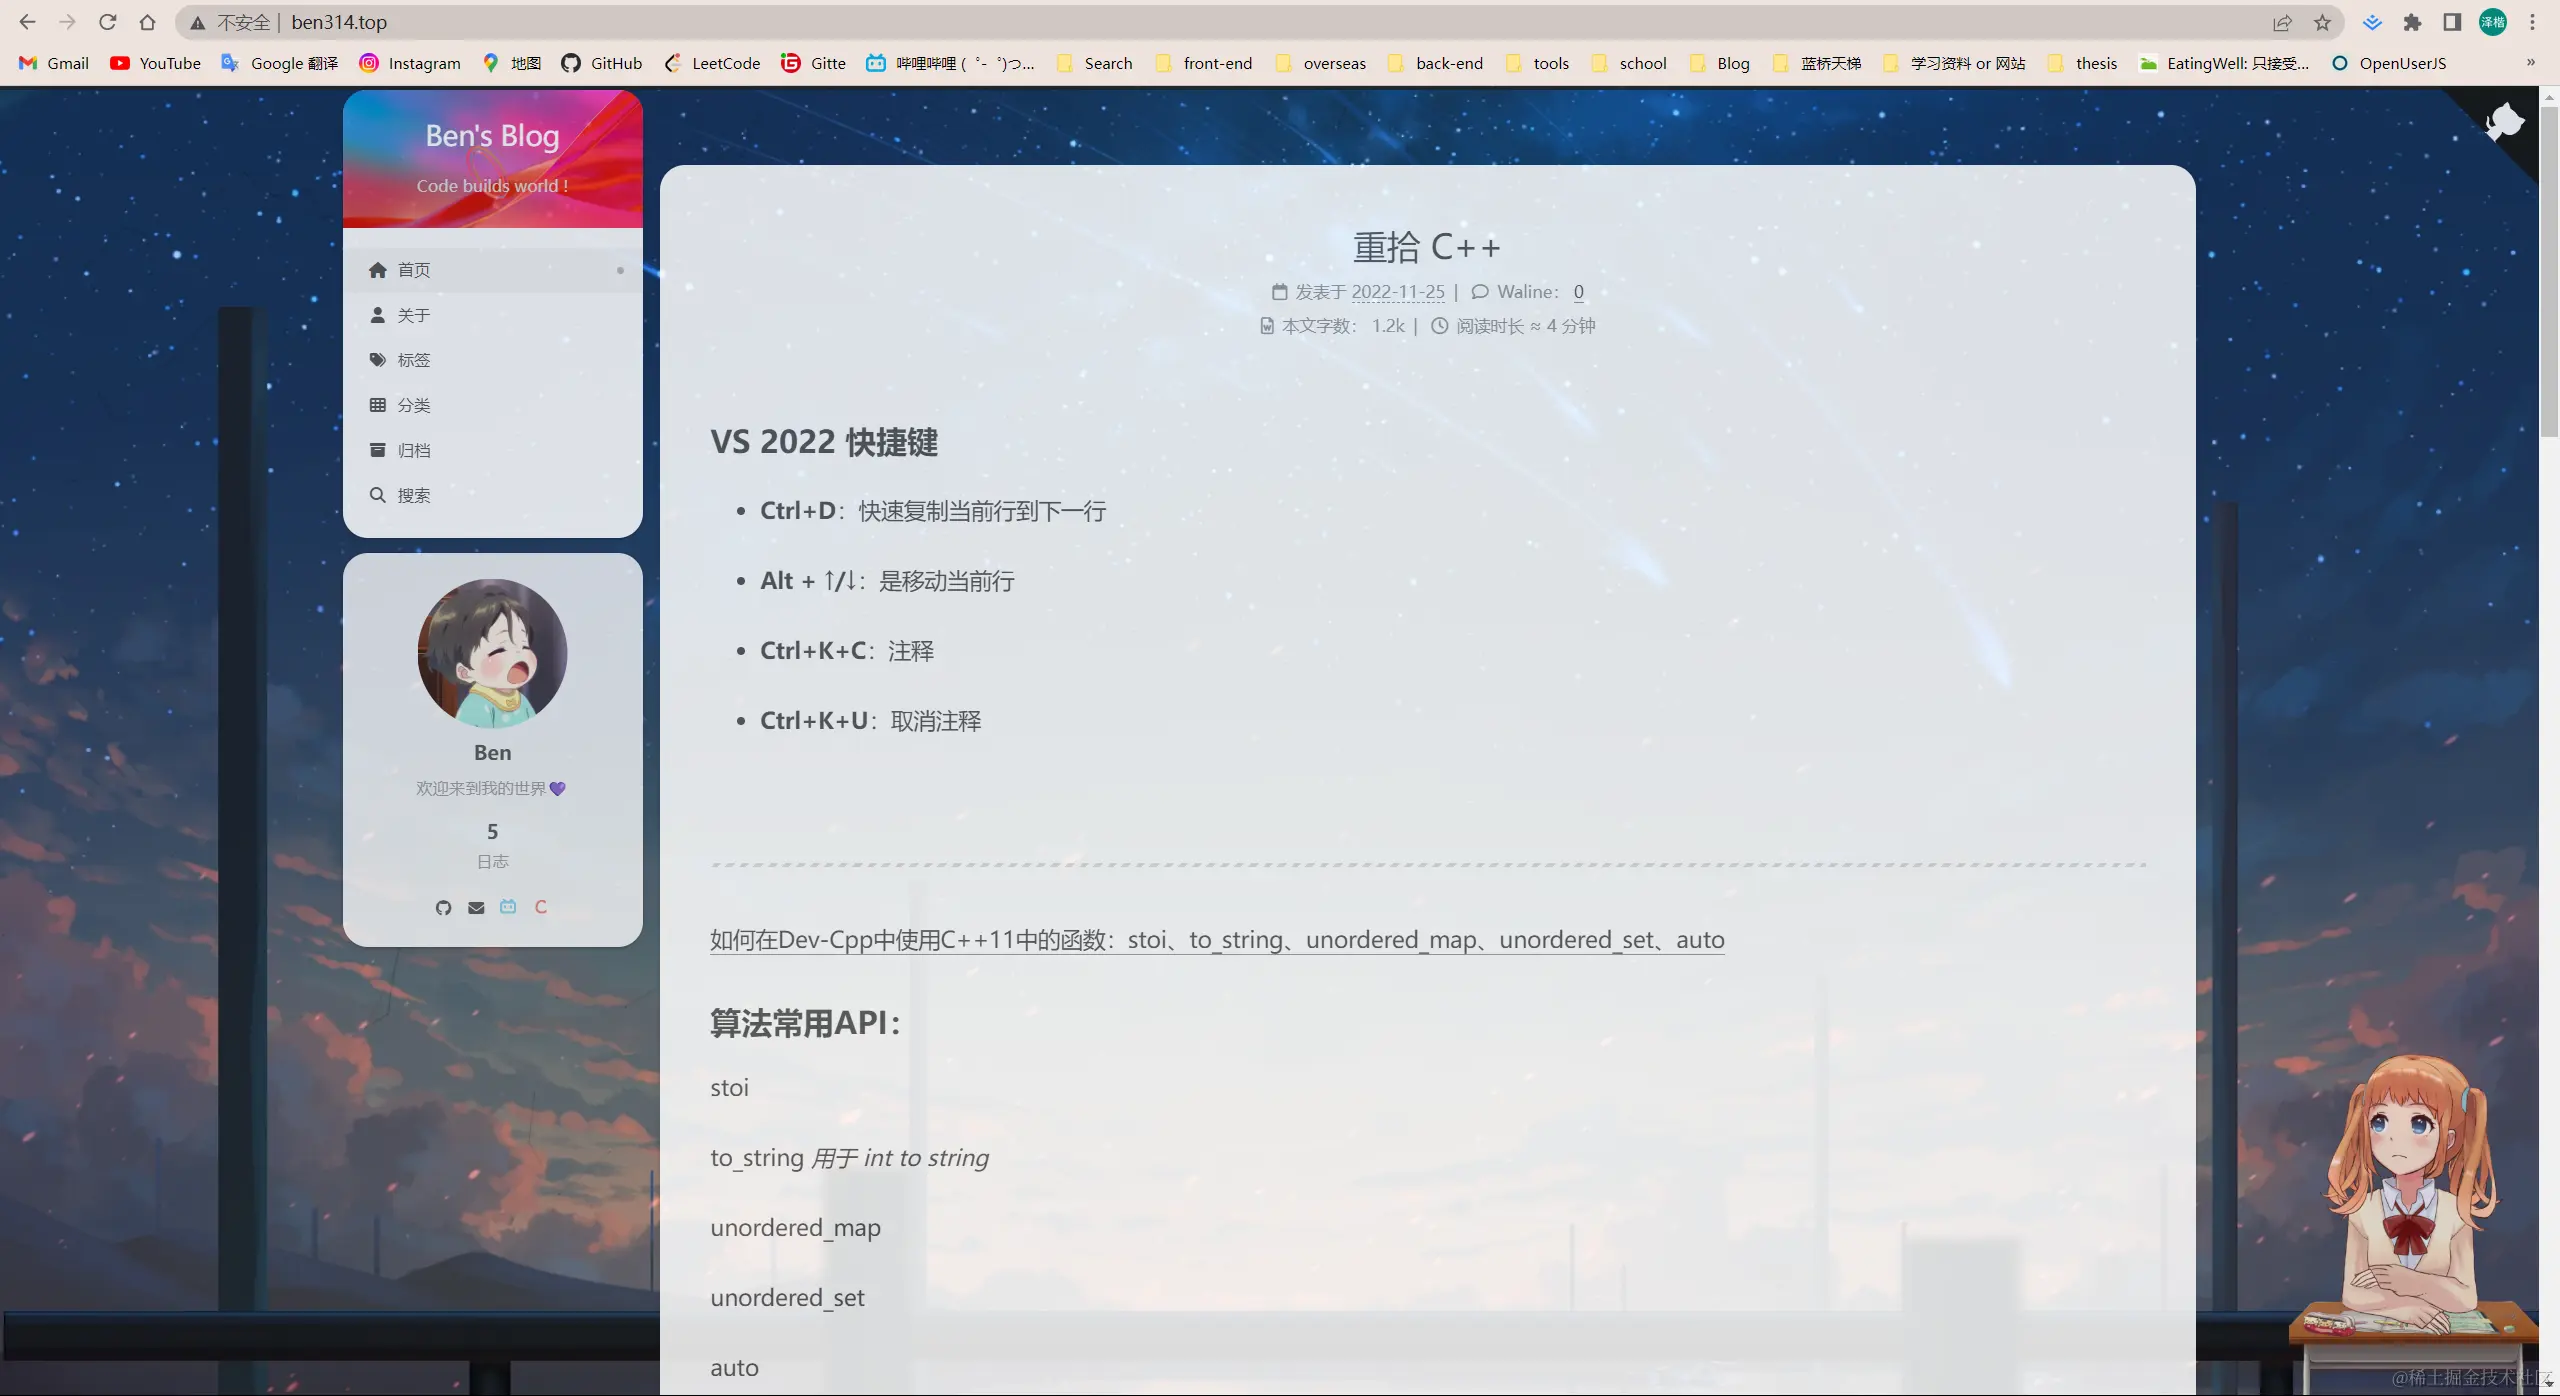 不安全 | ben314.top
泽楷
Gmail YouTube Google 翻译 Instagram 地图 GitHub LeetCode Gitte 哔哩哔哩 ( ゜- ゜)つ... Search front-end overseas back-end tools school Blog 蓝桥天梯 学习资料 or 网站 thesis EatingWell: 只接受... OpenUserJS »
Ben's Blog
Code builds world !
首页
关于
标签
分类
归档
搜索
Ben
欢迎来到我的世界💜
5
日志
C
重拾 C++
发表于 2022-11-25 | Waline： 0
本文字数： 1.2k | 阅读时长 ≈ 4 分钟
VS 2022 快捷键
• Ctrl+D：快速复制当前行到下一行
• Alt + ↑/↓：是移动当前行
• Ctrl+K+C：注释
• Ctrl+K+U：取消注释
如何在Dev-Cpp中使用C++11中的函数：stoi、to_string、unordered_map、unordered_set、auto
算法常用API：
stoi
to_string 用于 int to string
unordered_map
unordered_set
auto
@稀土掘金技术社区